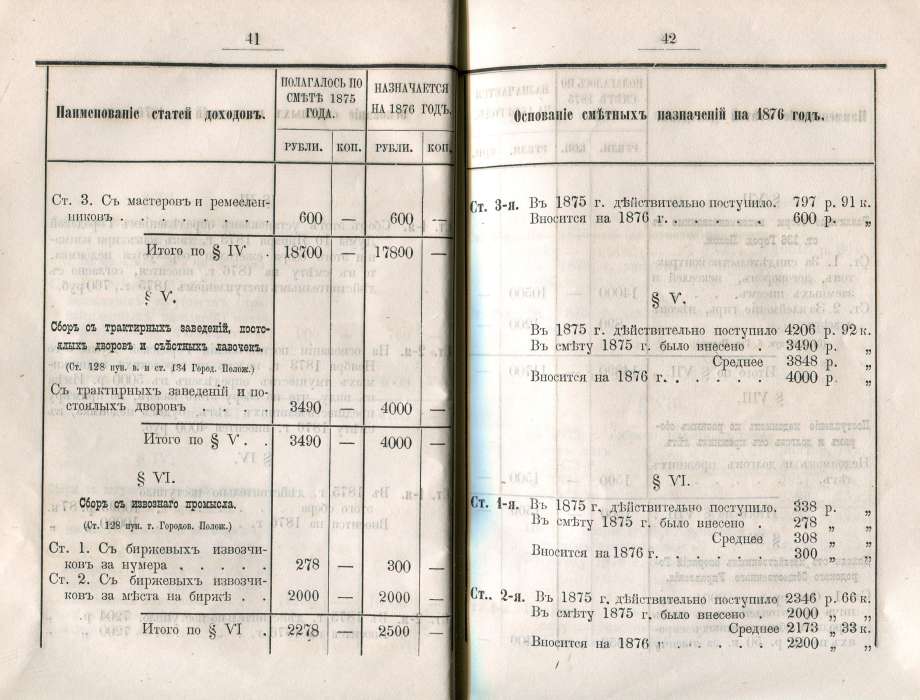 41
Наименованіе статей доходовъ.
ПОЛАГАЛОСЬ ПО СМѢТѢ 1875 ГОДА.
НАЗНАЧАЕТСЯ НА 1876 ГОДЪ.
РУБЛИ. КОП. РУБЛИ. КОП.
Ст. 3. Съ мастеровъ и ремеслен-
никовъ . . . . . . . . 600 — 600 —
Итого по § IV . 18700 — 17800 —
§ V.
Сборъ съ трактирныхъ заведеній, посто-
ялыхъ дворовъ и съѣстныхъ лавочекъ.
(Ст. 128 пун. в. и ст. 134 Город. Полож.)
Съ трактирныхъ заведеній и по-
стоялыхъ дворовъ . . . . 3490 — 4000 —
Итого по § V. . 3490 — 4000 —
§ VI.
Сборъ съ извознаго промысла.
(Ст. 128 пун. г. Городов. Полож.)
Ст. 1. Съ биржевыхъ извозчи-
ковъ за нумера . . . . . 278 — 300 —
Ст. 2. Съ биржевыхъ извозчи-
ковъ за мѣста на биржѣ . . 2000 — 2000 —
Итого по § VI . 2278 — 2500 —
42
Основаніе смѣтныхъ назначеній на 1876 годъ.
Ст. 3-я. Въ 1875 г. дѣйствительно поступило. 797 р. 91 к.
Вносится на 1876 г. . . . . . . 600 р. „
§ V.
Въ 1875 г. дѣйствительно поступило 4206 р. 92 к.
Въ смѣту 1875 г. было внесено . 3490 р. „
Среднее 3848 р. „
Вносится на 1876 г. . . . . . . 4000 р. „
§ VI.
Ст. 1-я. Въ 1875 г. дѣйствительно поступило. 338 р. „
Въ смѣту 1875 г. было внесено . 278 „ „
Среднее 308 „ „
Вносится на 1876 г. . . . . . . 300 „ „
Ст.. 2-я. Въ 1875 г. дѣйствительно поступило 2346 р. 66 к.
Въ смѣту 1875 г. было внесено . 2000 „ „
Среднее 2173 „ 33 к.
Вносится на 1876 г . . . . . . 2200 „ „